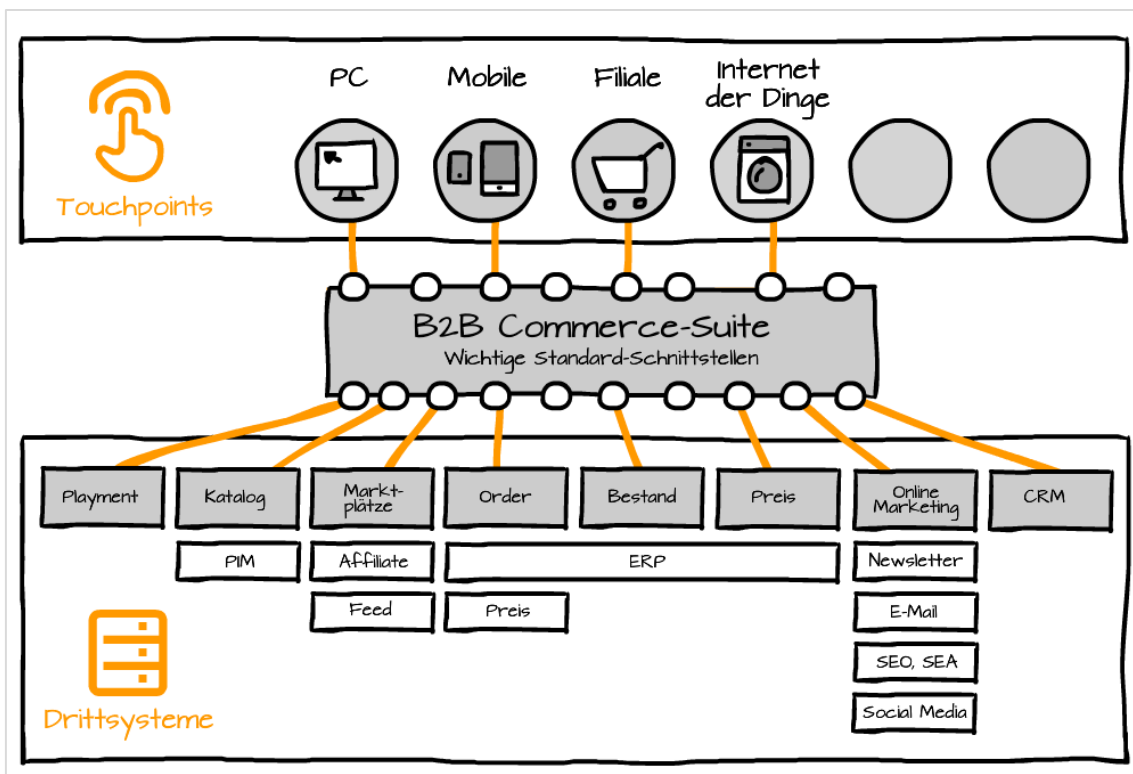 PC
Mobile
Filiale
Internet
der Dinge
Touchpoints
B2B Commerce-Suite
Wichtige Standard-Schnittstellen
Playment
Katalog
Markt-
plätze
Order
Bestand
Preis
Online
Marketing
CRM
PIM
Affiliate
ERP
Newsletter
Feed
Preis
E-Mail
SEO, SEA
Social Media
Drittsysteme